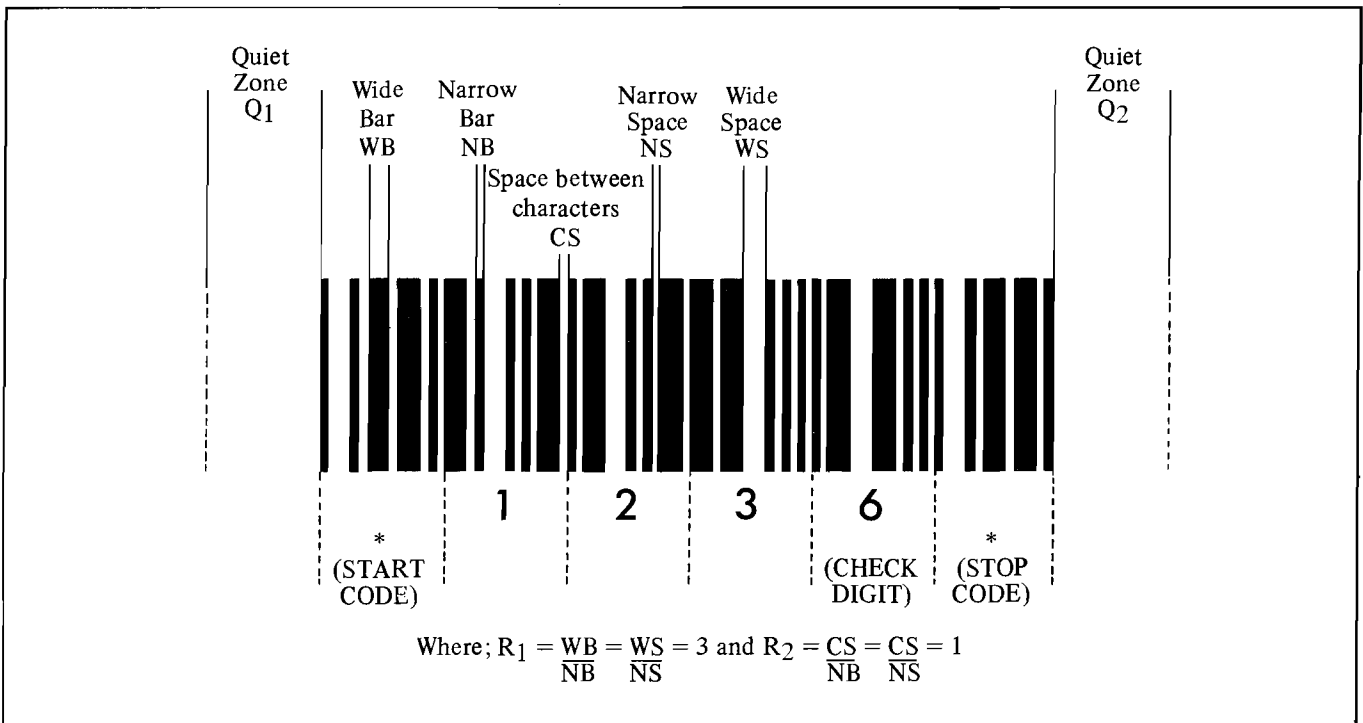 Quiet
Zone
Q1
Wide
Bar
WB
Narrow
Bar
NB
Space between
characters
CS
Narrow
Space
NS
Wide
Space
WS
Quiet
Zone
Q2
1 2 3 6
*
(START
CODE)
(CHECK
DIGIT)
*
(STOP
CODE)
Where; R1 = WB/NB = WS/NS = 3 and R2 = CS/NB = CS/NS = 1